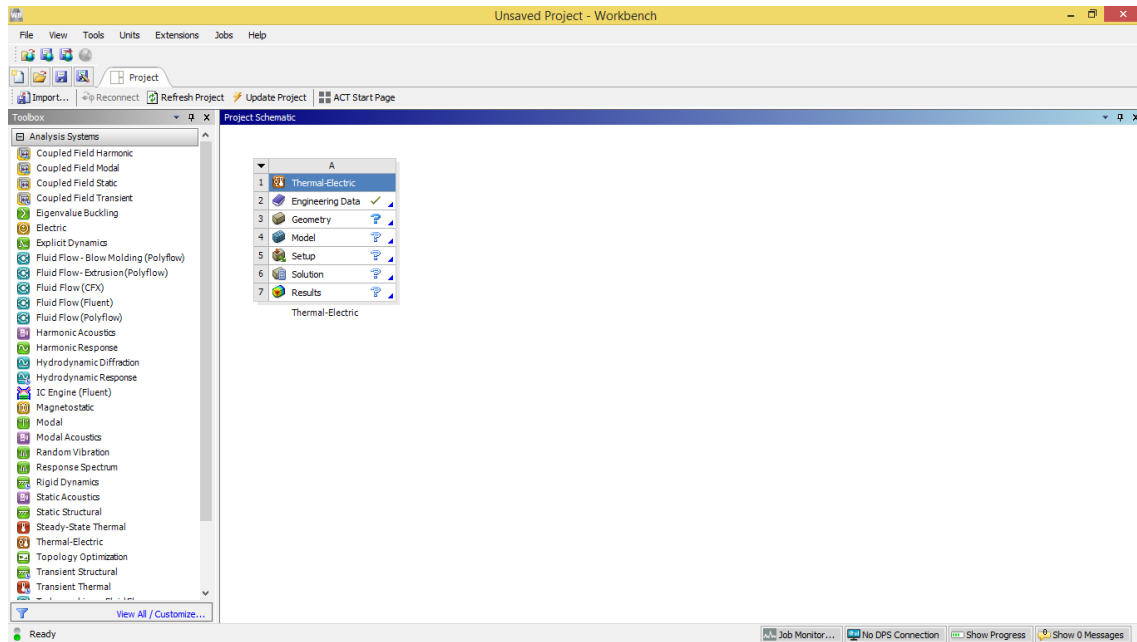 Unsaved Project - Workbench
File View Tools Units Extensions Jobs Help
Project
Import... Reconnect Refresh Project Update Project ACT Start Page
Toolbox
Project Schematic
Analysis Systems
Coupled Field Harmonic
Coupled Field Modal
Coupled Field Static
Coupled Field Transient
Eigenvalue Buckling
Electric
Explicit Dynamics
Fluid Flow - Blow Molding (Polyflow)
Fluid Flow- Extrusion(Polyflow)
Fluid Flow (CFX)
Fluid Flow (Fluent)
Fluid Flow (Polyflow)
Harmonic Acoustics
Harmonic Response
Hydrodynamic Diffraction
Hydrodynamic Response
IC Engine (Fluent)
Magnetostatic
Modal
Modal Acoustics
Random Vibration
Response Spectrum
Rigid Dynamics
Static Acoustics
Static Structural
Steady-State Thermal
Thermal-Electric
Topology Optimization
Transient Structural
Transient Thermal
View All / Customize...
A
1 Thermal-Electric
2 Engineering Data
3 Geometry ?
4 Model ?
5 Setup ?
6 Solution ?
7 Results ?
Thermal-Electric
Ready
Job Monitor... No DPS Connection Show Progress Show 0 Messages